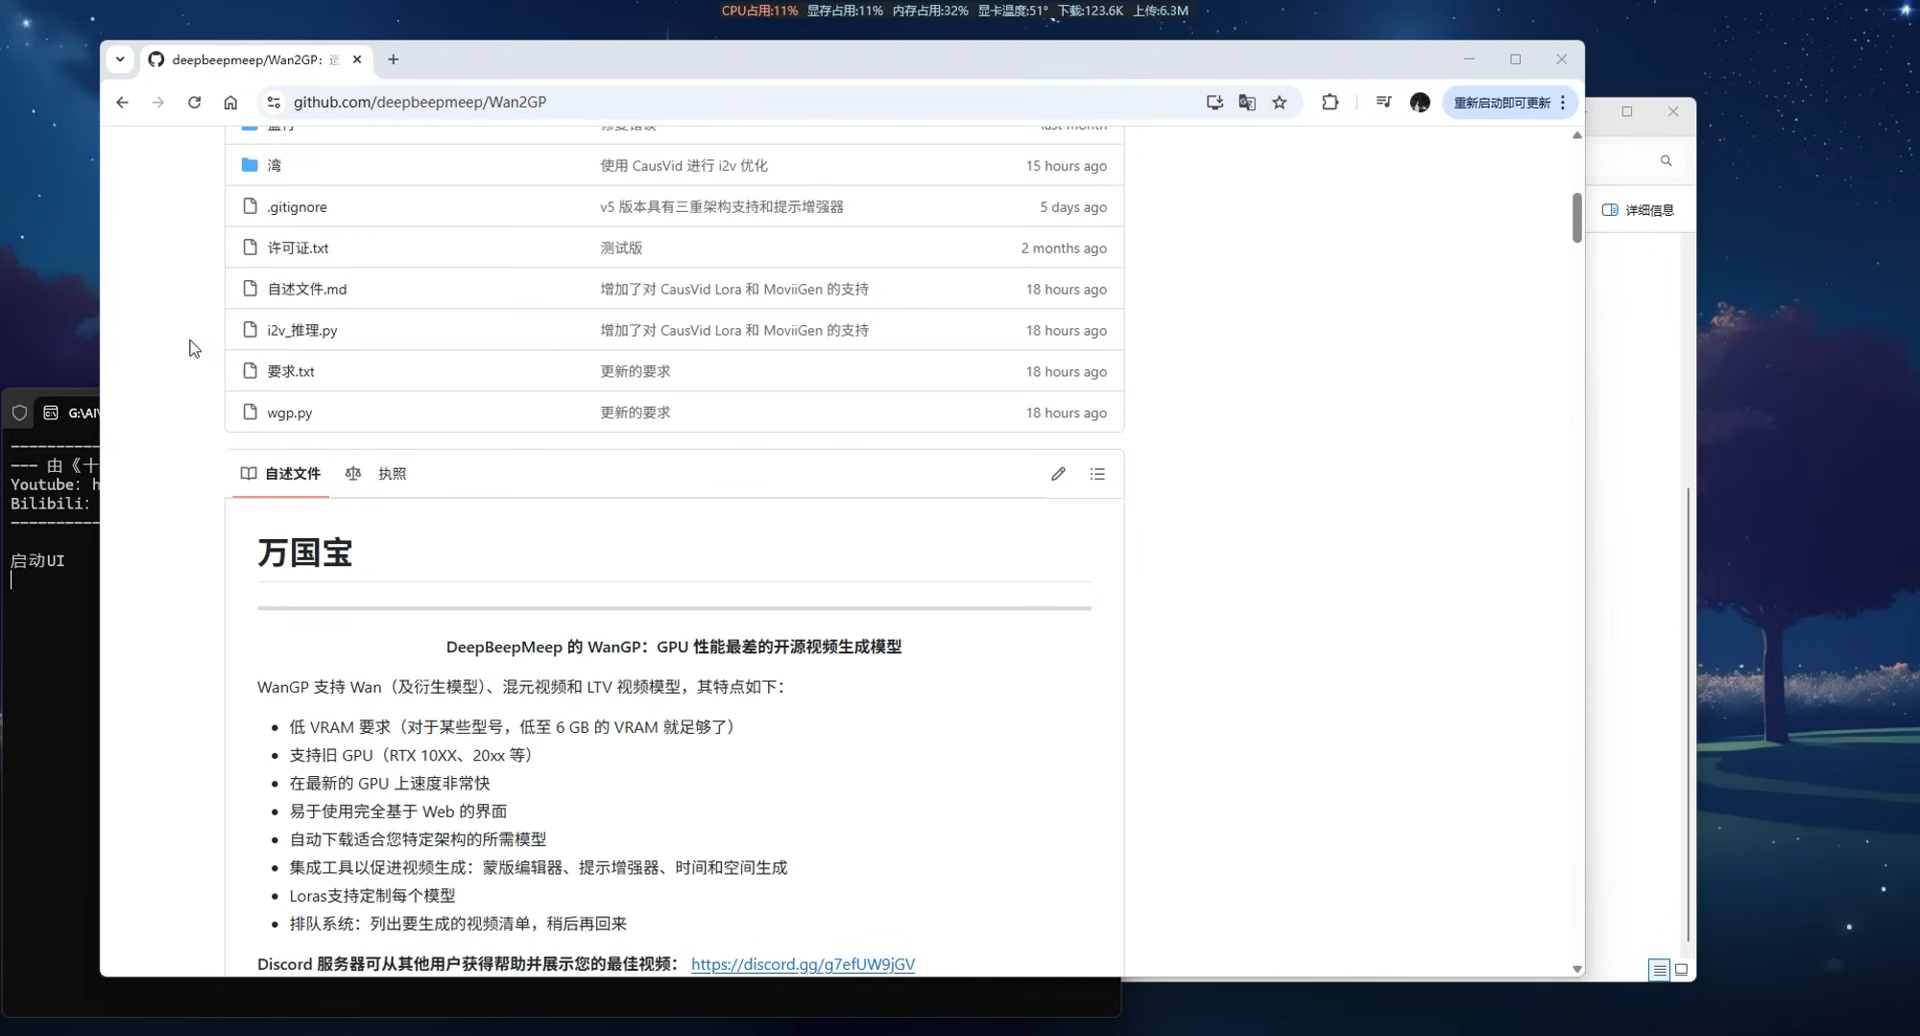 CPU占用:11% 显存占用:11% 内存占用:32% 显卡温度:51° 下载:123.6K 上传:6.3M
deepbeepmeep/Wan2GP:
github.com/deepbeepmeep/Wan2GP
重新启动即可更新
last month
湾 使用 CausVid 进行 i2v 优化 15 hours ago
.gitignore v5 版本具有三重架构支持和提示增强器 5 days ago
许可证.txt 测试版 2 months ago
自述文件.md 增加了对 CausVid Lora 和 MoviiGen 的支持 18 hours ago
i2v_推理.py 增加了对 CausVid Lora 和 MoviiGen 的支持 18 hours ago
要求.txt 更新的要求 18 hours ago
wgp.py 更新的要求 18 hours ago
自述文件 执照
万国宝
DeepBeepMeep 的 WanGP：GPU 性能最差的开源视频生成模型
WanGP 支持 Wan（及衍生模型）、混元视频和 LTV 视频模型，其特点如下：
低 VRAM 要求（对于某些型号，低至 6 GB 的 VRAM 就足够了）
支持旧 GPU（RTX 10XX、20xx 等）
在最新的 GPU 上速度非常快
易于使用完全基于 Web 的界面
自动下载适合您特定架构的所需模型
集成工具以促进视频生成：蒙版编辑器、提示增强器、时间和空间生成
Loras支持定制每个模型
排队系统：列出要生成的视频清单，稍后再回来
Discord 服务器可从其他用户获得帮助并展示您的最佳视频： https://discord.gg/g7efUW9jGV
详细信息
G:\AI\
--- 由《十
Youtube: h
Bilibili:
启动UI